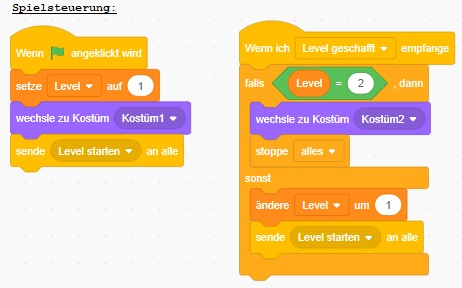 Spielsteuerung:
Wenn angeklickt wird
setze Level auf 1
wechsle zu Kostüm Kostüm1
sende Level starten an alle
Wenn ich Level geschafft empfange
falls Level = 2 , dann
wechsle zu Kostüm Kostüm2
stoppe alles
sonst
ändere Level um 1
sende Level starten an alle